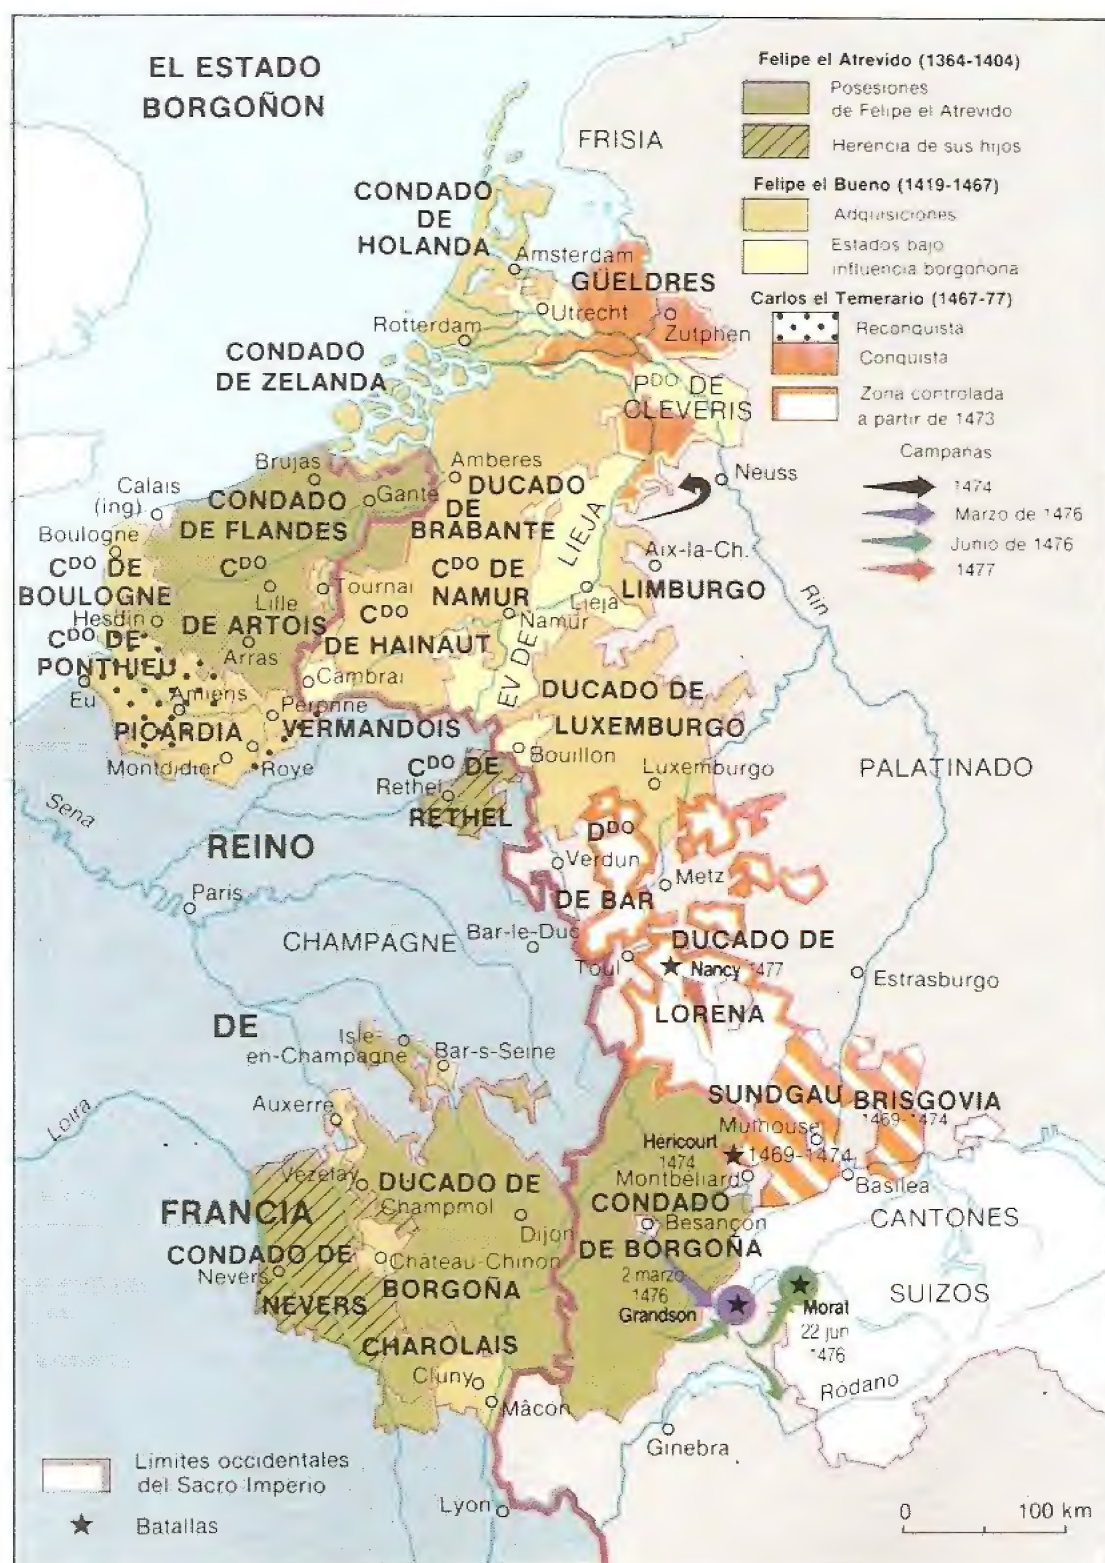 EL ESTADO
BORGOÑON
Felipe el Atrevido (1364-1404)
Posesiones
de Felipe el Atrevido
Herencia de sus hijos
Felipe el Bueno (1419-1467)
Adquisiciones
Estados bajo
influencia borgoñona
Carlos el Temerario (1467-77)
Reconquista
Conquista
Zona controlada
a partir de 1473
Campañas
1474
Marzo de 1476
Junio de 1476
1477
FRISIA
CONDADO
DE
HOLANDA
Amsterdam
GÜELDRES
Utrecht
Zutphen
Rotterdam
CONDADO
DE ZELANDA
PDO DE
CLEVERIS
Brujas
Amberes
Neuss
Calais
(ing)
CONDADO
DE FLANDES
Gante
DUCADO
DE
BRABANTE
LIEJA
Boulogne
CDO DE
BOULOGNE
CDO
DE ARTOIS
Lille
Tournai
Aix-la-Ch.
LIMBURGO
Lieja
CDO DE
NAMUR
Namur
EV DE
Rin
Hesdin
CDO DE
PONTHIEU
Arras
CDO
DE HAINAUT
Cambrai
Eu
Amiens
Péronne
PICARDIA
VERMANDOIS
Montdidier
Roye
DUCADO DE
LUXEMBURGO
Bouillon
Luxemburgo
PALATINADO
CDO DE
Rethel
RETHEL
Sena
REINO
DDO
DE BAR
Verdun
Metz
Paris
CHAMPAGNE
Bar-le-Duc
DUCADO DE
LORENA
Toul
Nancy 1477
Estrasburgo
DE
Isle-
en-Champagne
Bar-s-Seine
Loira
Auxerre
SUNDGAU
1469-1474
BRISGOVIA
1469-1474
Mulhouse
Héricourt
1474
Montbéliard
Basilea
Vézelay
DUCADO DE
BORGOÑA
Champmol
Dijon
FRANCIA
CONDADO
DE BORGOÑA
Besançon
CANTONES
SUIZOS
CONDADO DE
NEVERS
Nevers
Château-Chinon
2 marzo
1476
Grandson
Morat
22 jun
1476
CHAROLAIS
Cluny
Mâcon
Ródano
Ginebra
Lyon
Límites occidentales
del Sacro Imperio
Batallas
0 100 km